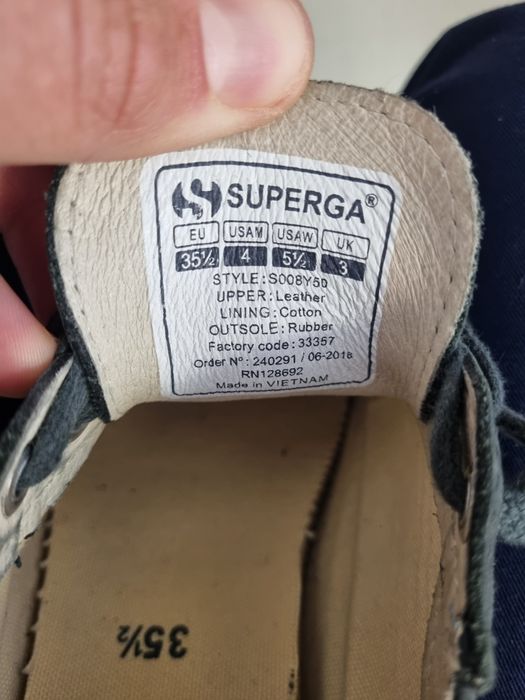 SUPERGA®
EU USAM USAW UK
35½ 4 5½ 3
STYLE:S008Y50
UPPER:Leather
LINING:Cotton
OUTSOLE:Rubber
Factory code:33357
Order Nº:240291/06-2018
RN128692
Made in VIETNAM
35½